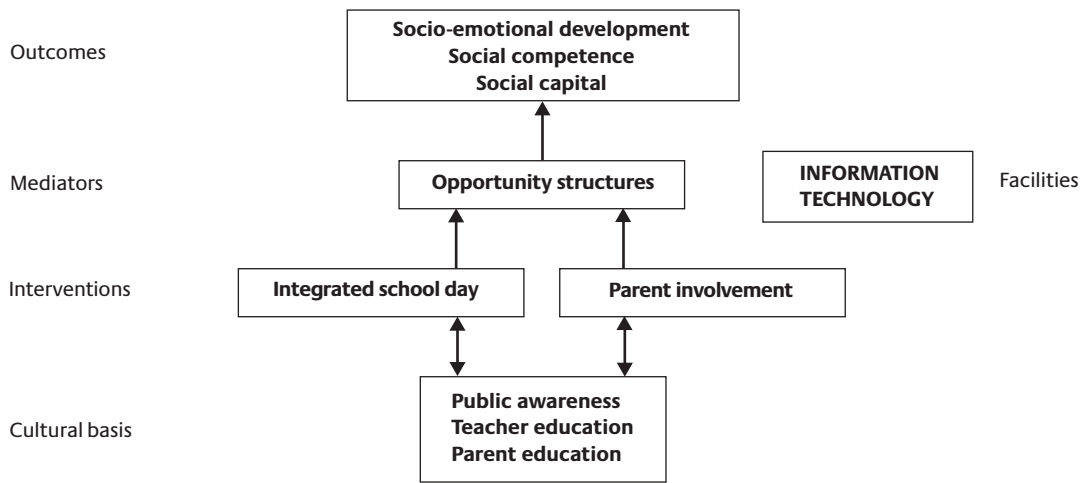 Outcomes
Socio-emotional development
Social competence
Social capital
Mediators
Opportunity structures
INFORMATION
TECHNOLOGY
Facilities
Interventions
Integrated school day
Parent involvement
Cultural basis
Public awareness
Teacher education
Parent education